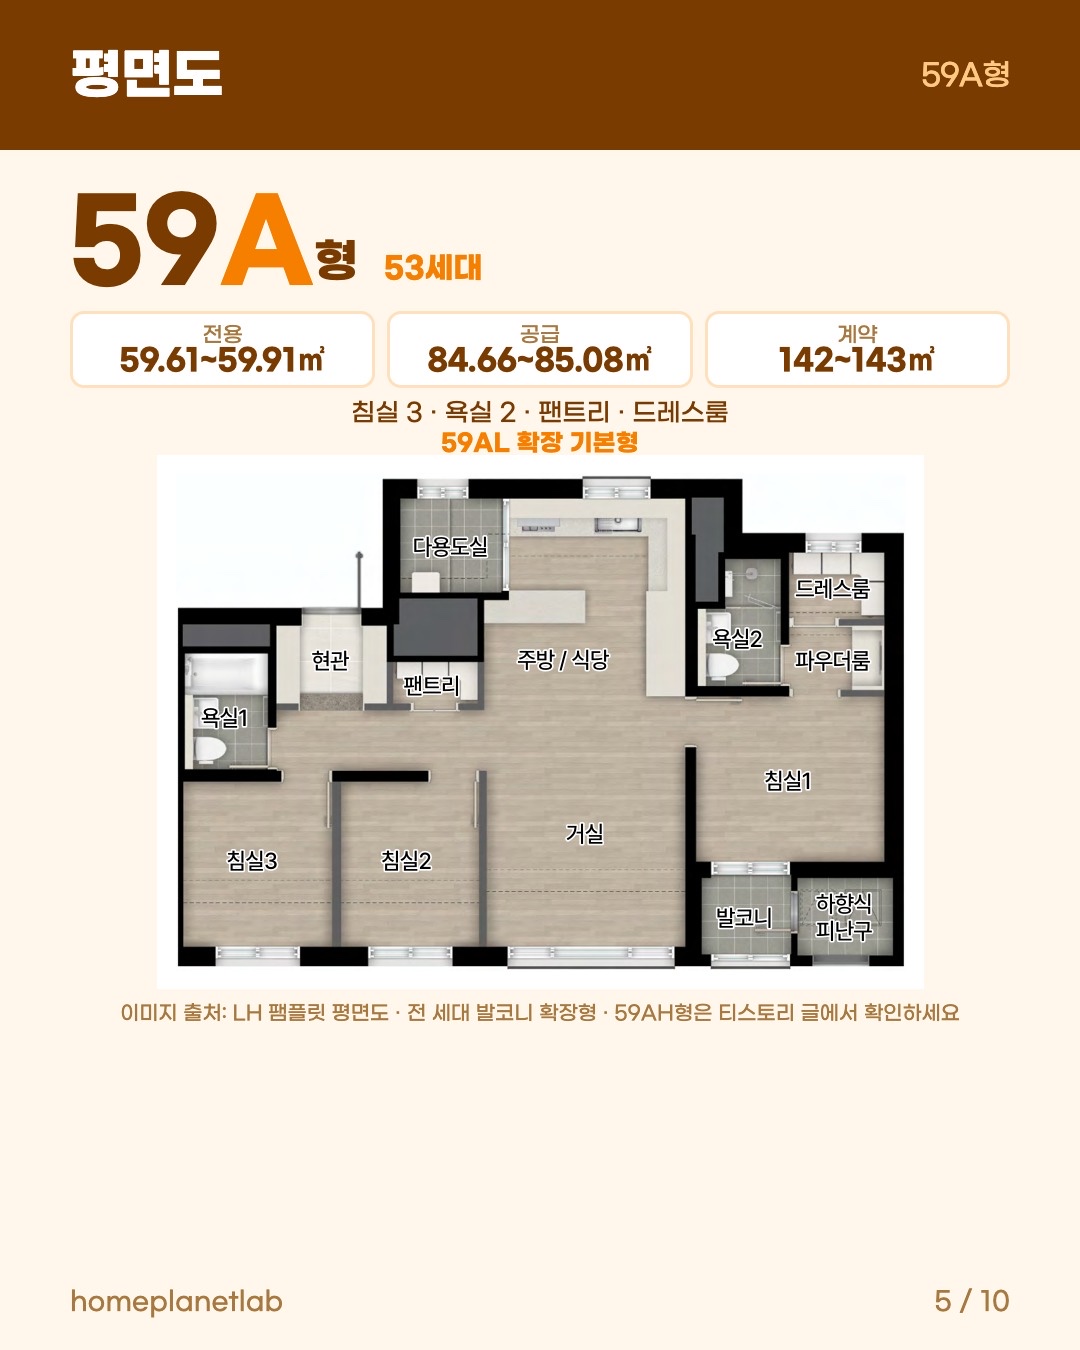 평면도
59A형
59A형 53세대
전용
59.61~59.91㎡
공급
84.66~85.08㎡
계약
142~143㎡
침실 3 · 욕실 2 · 팬트리 · 드레스룸
59AL 확장 기본형
다용도실
드레스룸
욕실2
현관
주방 / 식당
파우더룸
팬트리
욕실1
침실1
거실
침실3
침실2
발코니
하향식
피난구
이미지 출처: LH 팸플릿 평면도 · 전 세대 발코니 확장형 · 59AH형은 티스토리 글에서 확인하세요
homeplanetlab
5 / 10